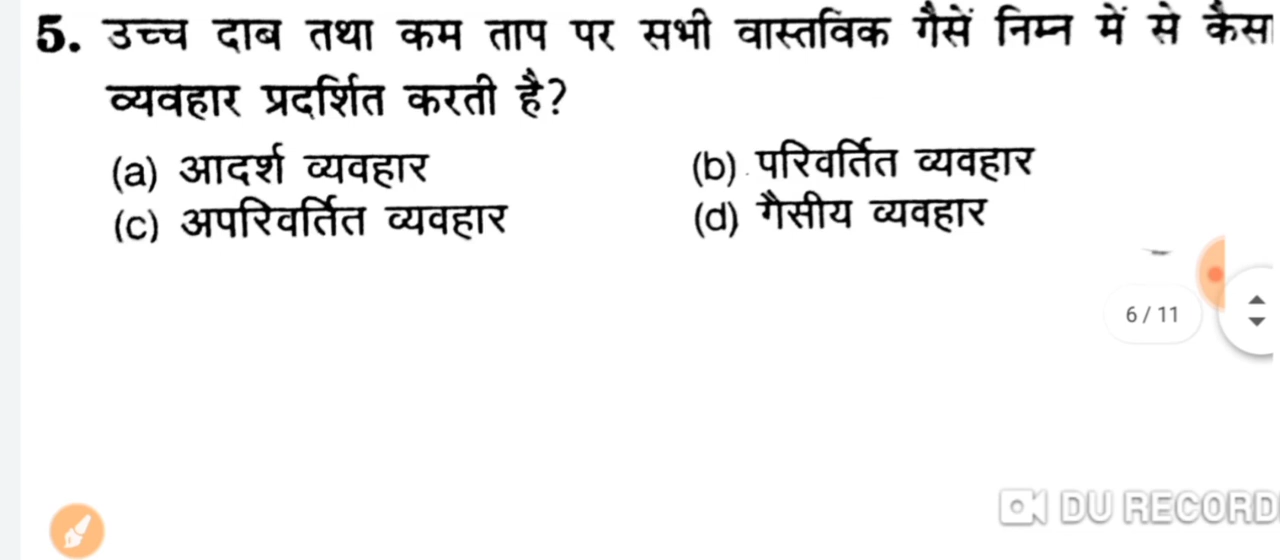 5. उच्च दाब तथा कम ताप पर सभी वास्तविक गैसें निम्न में से कैसा
व्यवहार प्रदर्शित करती है?
(a) आदर्श व्यवहार (b) परिवर्तित व्यवहार
(c) अपरिवर्तित व्यवहार (d) गैसीय व्यवहार
6 / 11
DU RECORD